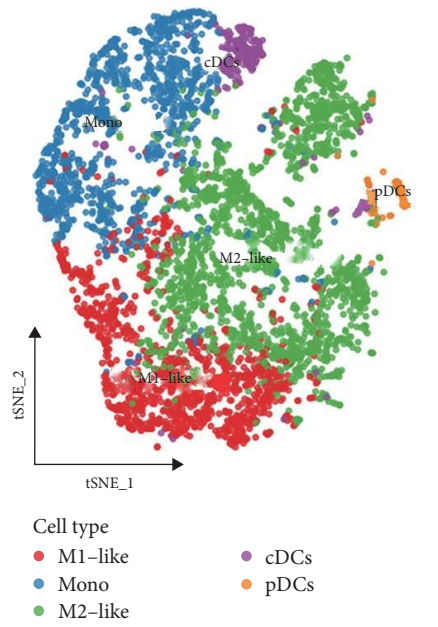 cDCs
Mono
pDCs
M2–like
M1–like
tSNE_2
tSNE_1
Cell type
M1–like
Mono
M2–like
cDCs
pDCs